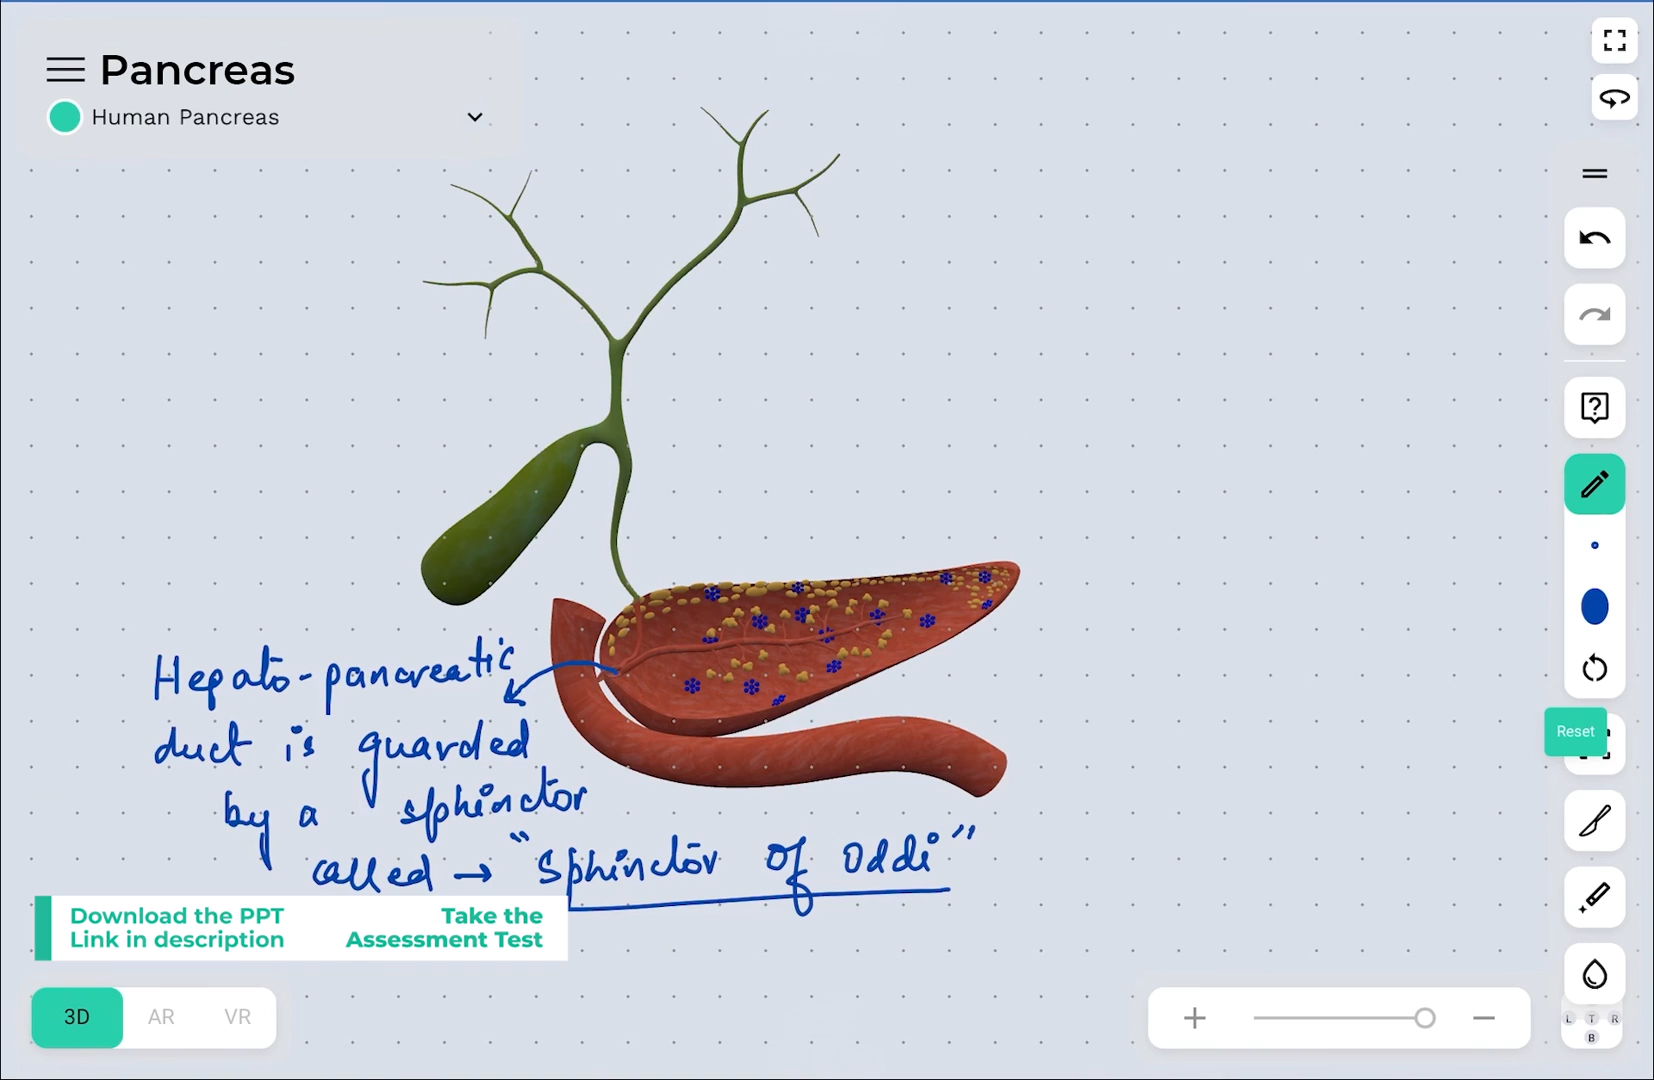 Pancreas
Human Pancreas
Hepato-pancreatic
duct is guarded
by a sphinctor
called → "sphinctor of oddi"
Download the PPT
Link in description
Take the
Assessment Test
Reset
3D
AR
VR
L T R
B